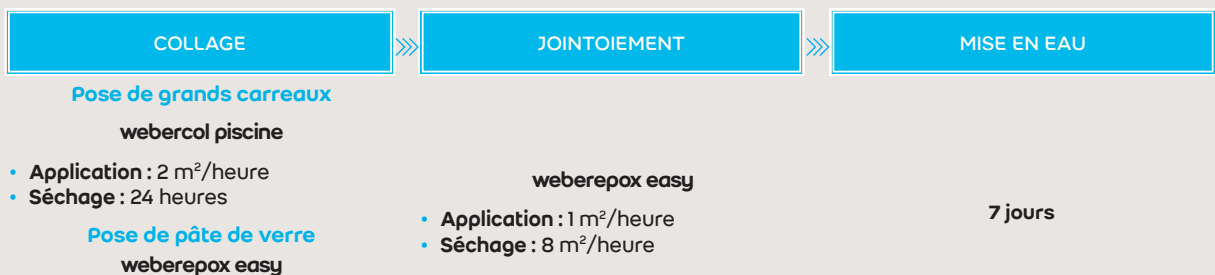 COLLAGE
JOINTOIEMENT
MISE EN EAU
Pose de grands carreaux
webercol piscine
• Application : 2 m²/heure
• Séchage : 24 heures
Pose de pâte de verre
weberepox easy
weberepox easy
• Application : 1 m²/heure
• Séchage : 8 m²/heure
7 jours